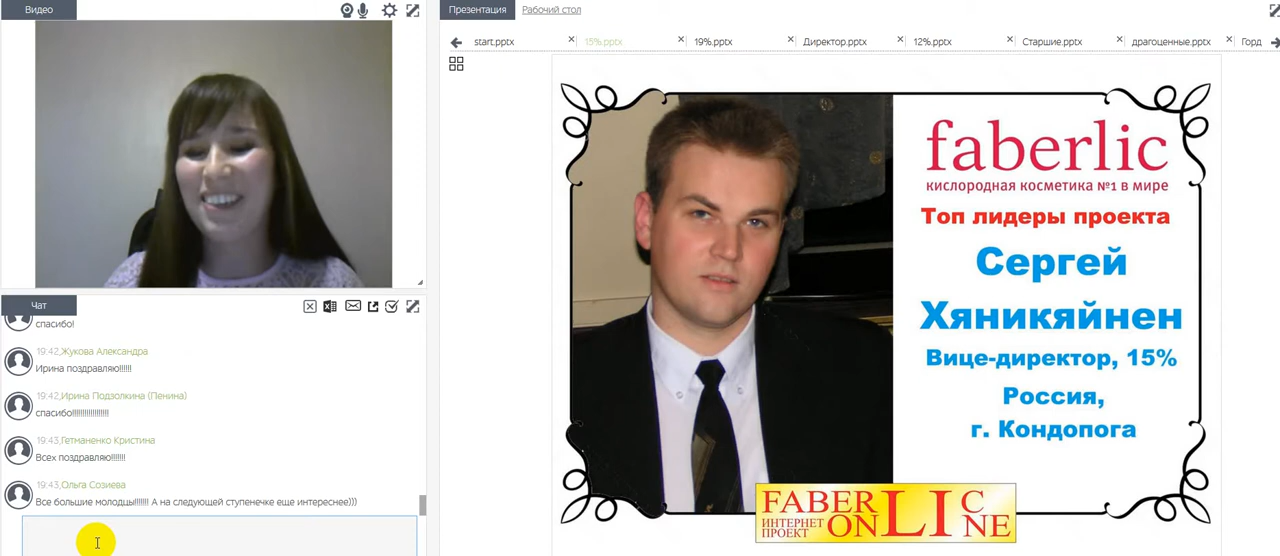 Видео
Чат
спасибо!
19:42,Жукова Александра
Ирина поздравляю!!!!!!
19:42,Ирина Подзолкина (Пенина)
спасибо!!!!!!!!!!!!!!!!!!
19:43,Гетманенко Кристина
Всех поздравляю!!!!!!!
19:43,Ольга Созиева
Все большие молодцы!!!!!!! А на следующей ступенечке еще интереснее)))
Презентация Рабочий стол
start.pptx 15%.pptx 19%.pptx Директор.pptx 12%.pptx Старшие.pptx драгоценные.pptx Горд
faberlic
кислородная косметика №1 в мире
Топ лидеры проекта
Сергей
Хяникяйнен
Вице-директор, 15%
Россия,
г. Кондопога
FABERLIC
ИНТЕРНЕТ ПРОЕКТ ONLINE